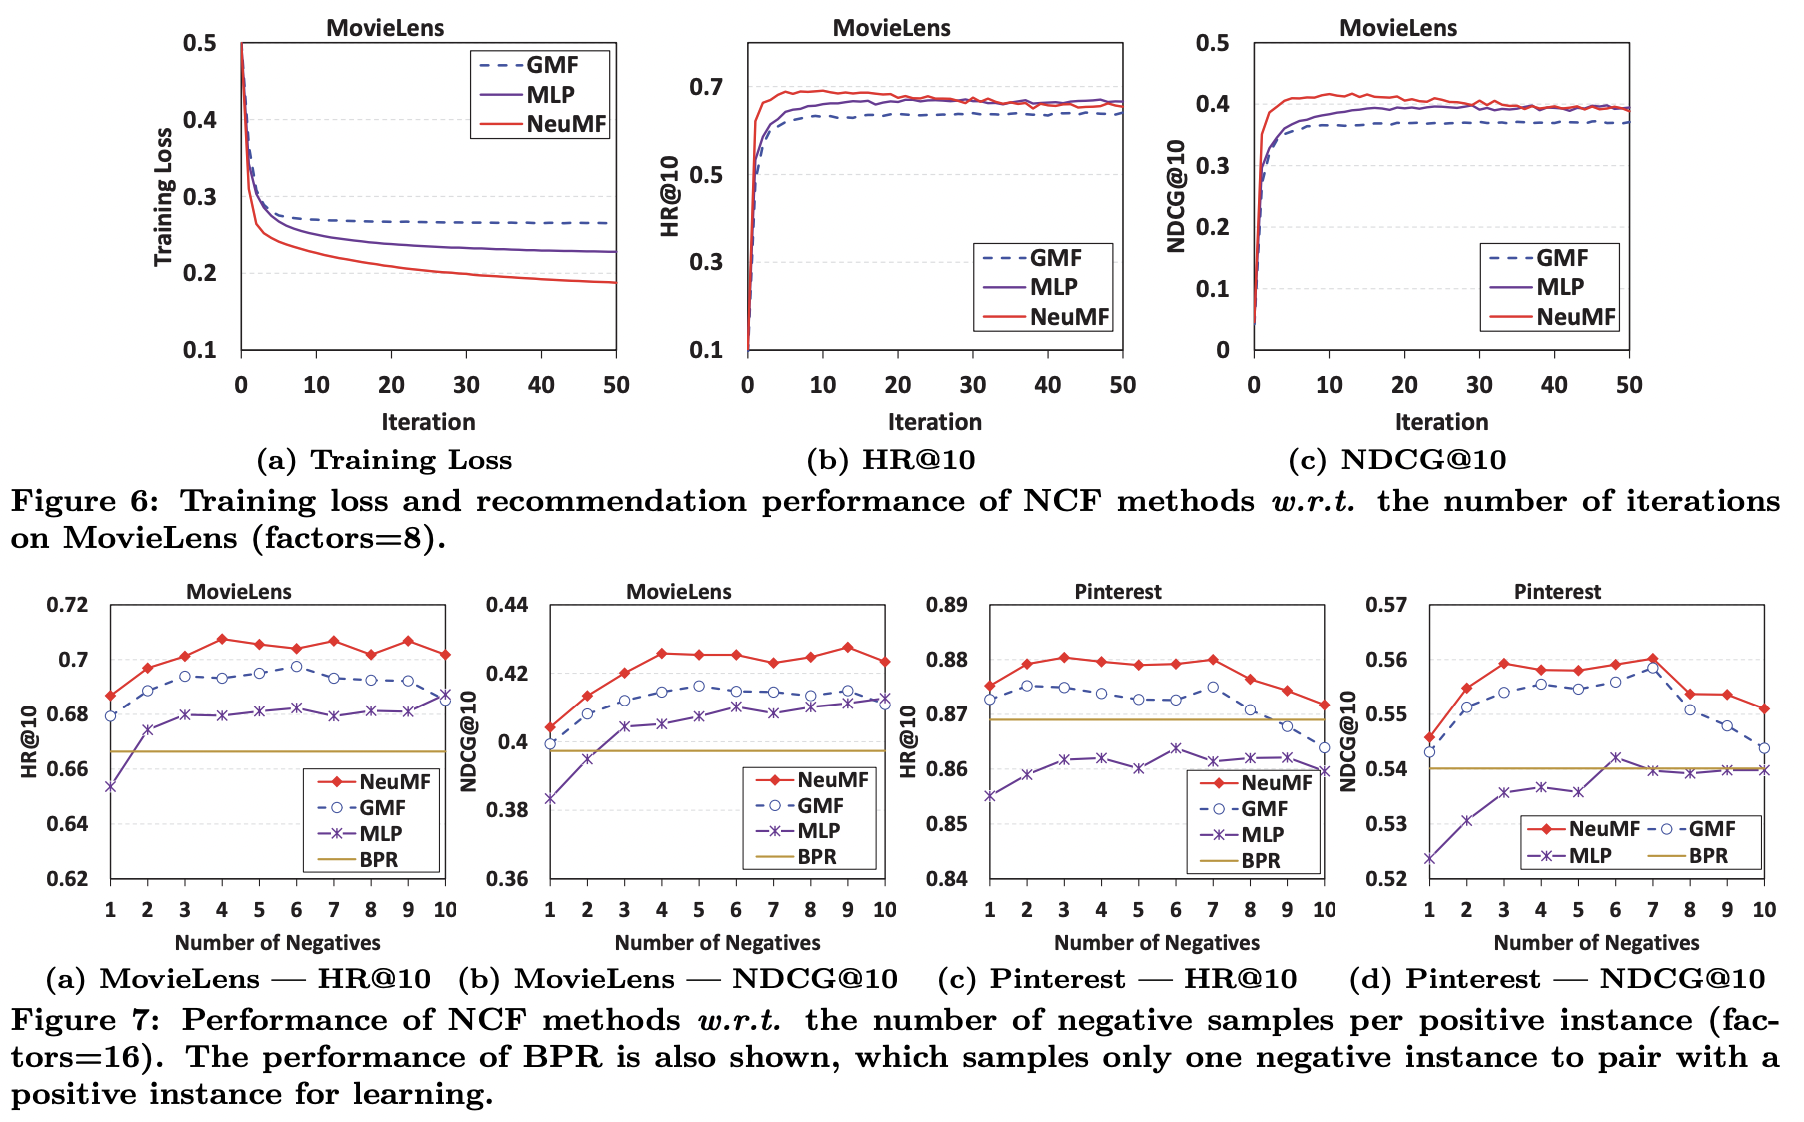 MovieLens
0.5
0.4
0.3
0.2
0.1
Training Loss
GMF
MLP
NeuMF
0 10 20 30 40 50
Iteration
(a) Training Loss
MovieLens
0.7
0.5
0.3
0.1
HR@10
GMF
MLP
NeuMF
0 10 20 30 40 50
Iteration
(b) HR@10
MovieLens
0.5
0.4
0.3
0.2
0.1
0
NDCG@10
GMF
MLP
NeuMF
0 10 20 30 40 50
Iteration
(c) NDCG@10
Figure 6: Training loss and recommendation performance of NCF methods w.r.t. the number of iterations
on MovieLens (factors=8).
MovieLens
0.72
0.7
0.68
0.66
0.64
0.62
HR@10
NeuMF
GMF
MLP
BPR
1 2 3 4 5 6 7 8 9 10
Number of Negatives
(a) MovieLens — HR@10
MovieLens
0.44
0.42
0.4
0.38
0.36
NDCG@10
NeuMF
GMF
MLP
BPR
1 2 3 4 5 6 7 8 9 10
Number of Negatives
(b) MovieLens — NDCG@10
Pinterest
0.89
0.88
0.87
0.86
0.85
0.84
HR@10
NeuMF
GMF
MLP
BPR
1 2 3 4 5 6 7 8 9 10
Number of Negatives
(c) Pinterest — HR@10
Pinterest
0.57
0.56
0.55
0.54
0.53
0.52
NDCG@10
NeuMF GMF
MLP BPR
1 2 3 4 5 6 7 8 9 10
Number of Negatives
(d) Pinterest — NDCG@10
Figure 7: Performance of NCF methods w.r.t. the number of negative samples per positive instance (fac-
tors=16). The performance of BPR is also shown, which samples only one negative instance to pair with a
positive instance for learning.